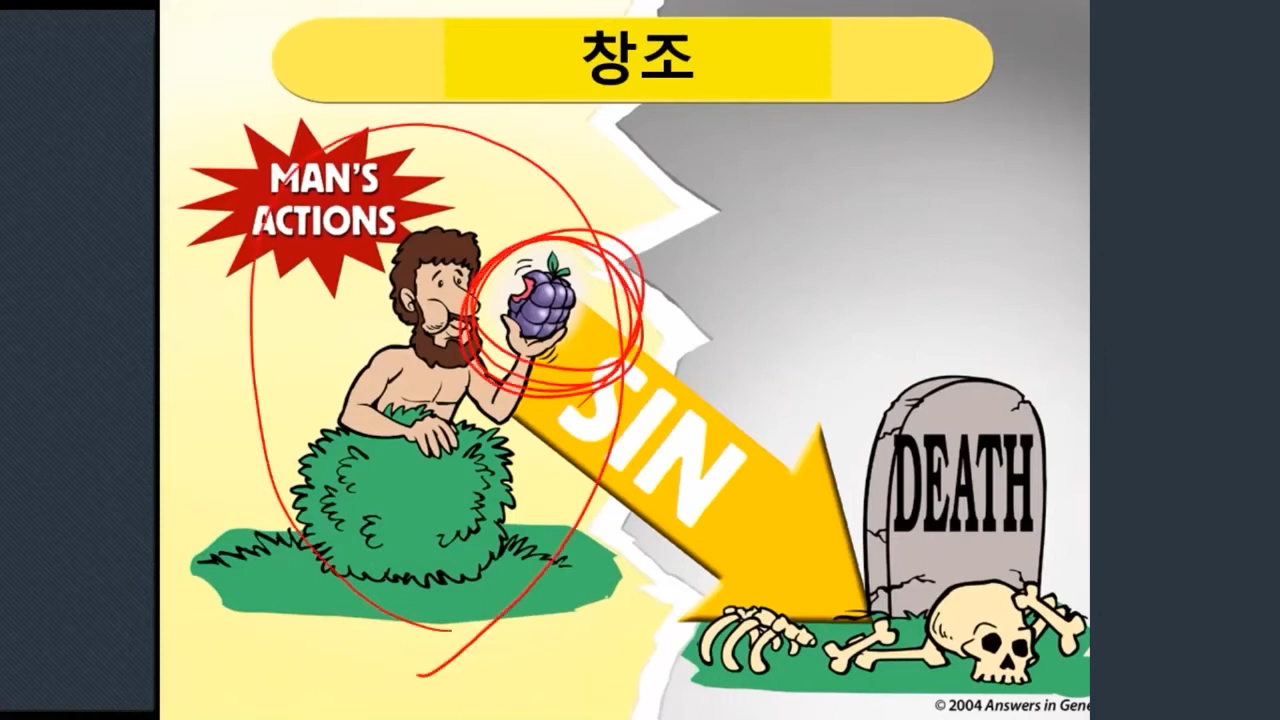 창조
MAN'S
ACTIONS
SIN
DEATH
© 2004 Answers in Gene